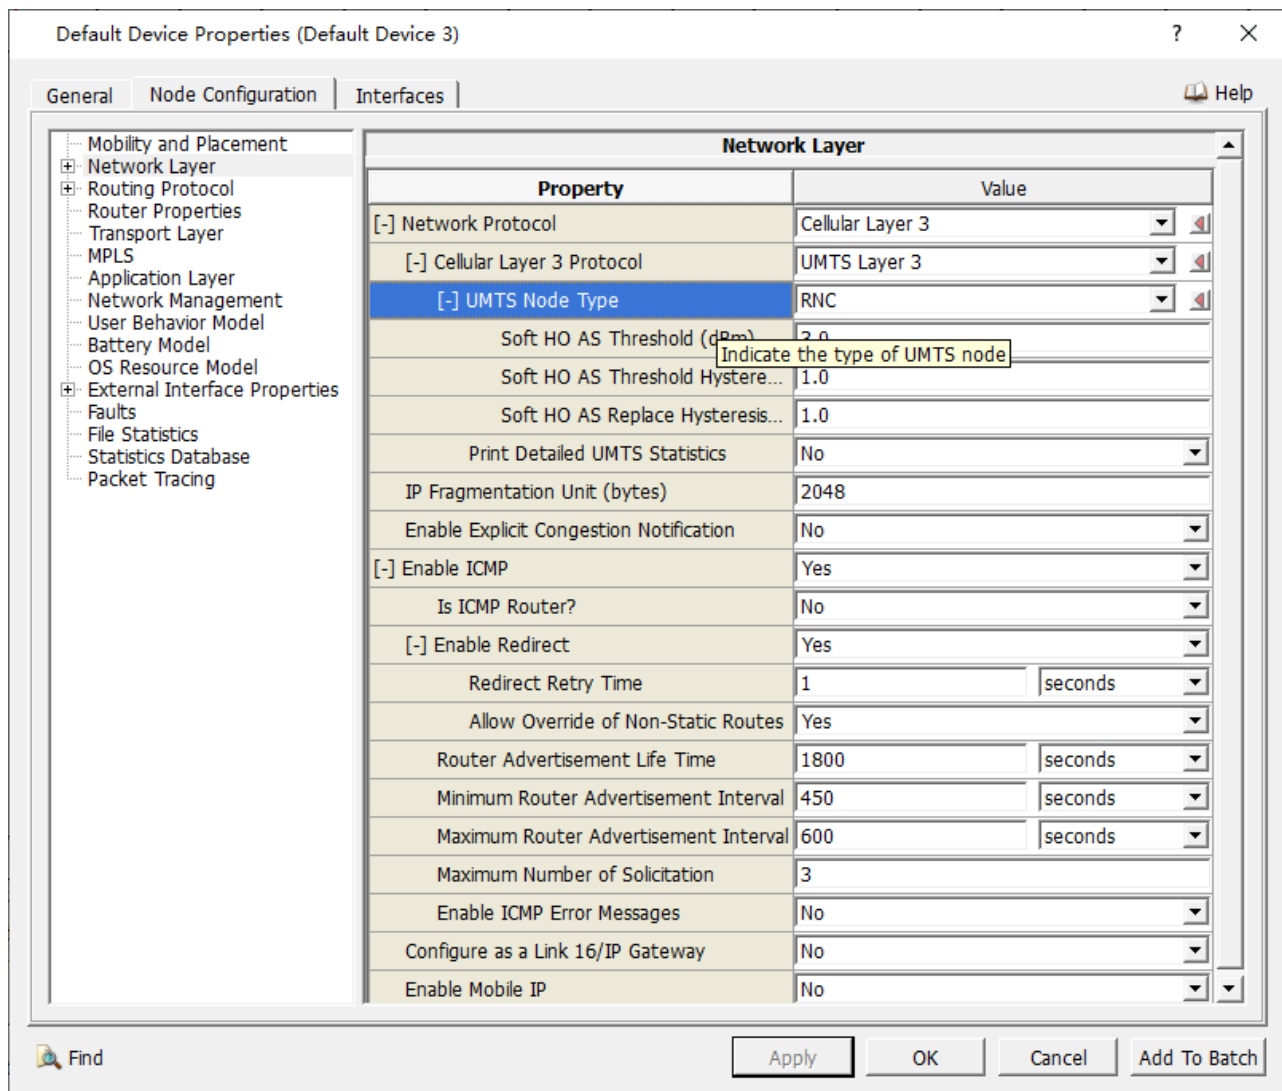 Default Device Properties (Default Device 3) ?
General Node Configuration Interfaces Help
Mobility and Placement
Network Layer
Routing Protocol
Router Properties
Transport Layer
MPLS
Application Layer
Network Management
User Behavior Model
Battery Model
OS Resource Model
External Interface Properties
Faults
File Statistics
Statistics Database
Packet Tracing
Network Layer
Property Value
[-] Network Protocol Cellular Layer 3
[-] Cellular Layer 3 Protocol UMTS Layer 3
[-] UMTS Node Type RNC
Soft HO AS Threshold (dBm) 3.0
Indicate the type of UMTS node
Soft HO AS Threshold Hystere... 1.0
Soft HO AS Replace Hysteresis... 1.0
Print Detailed UMTS Statistics No
IP Fragmentation Unit (bytes) 2048
Enable Explicit Congestion Notification No
[-] Enable ICMP Yes
Is ICMP Router? No
[-] Enable Redirect Yes
Redirect Retry Time 1 seconds
Allow Override of Non-Static Routes Yes
Router Advertisement Life Time 1800 seconds
Minimum Router Advertisement Interval 450 seconds
Maximum Router Advertisement Interval 600 seconds
Maximum Number of Solicitation 3
Enable ICMP Error Messages No
Configure as a Link 16/IP Gateway No
Enable Mobile IP No
Find Apply OK Cancel Add To Batch